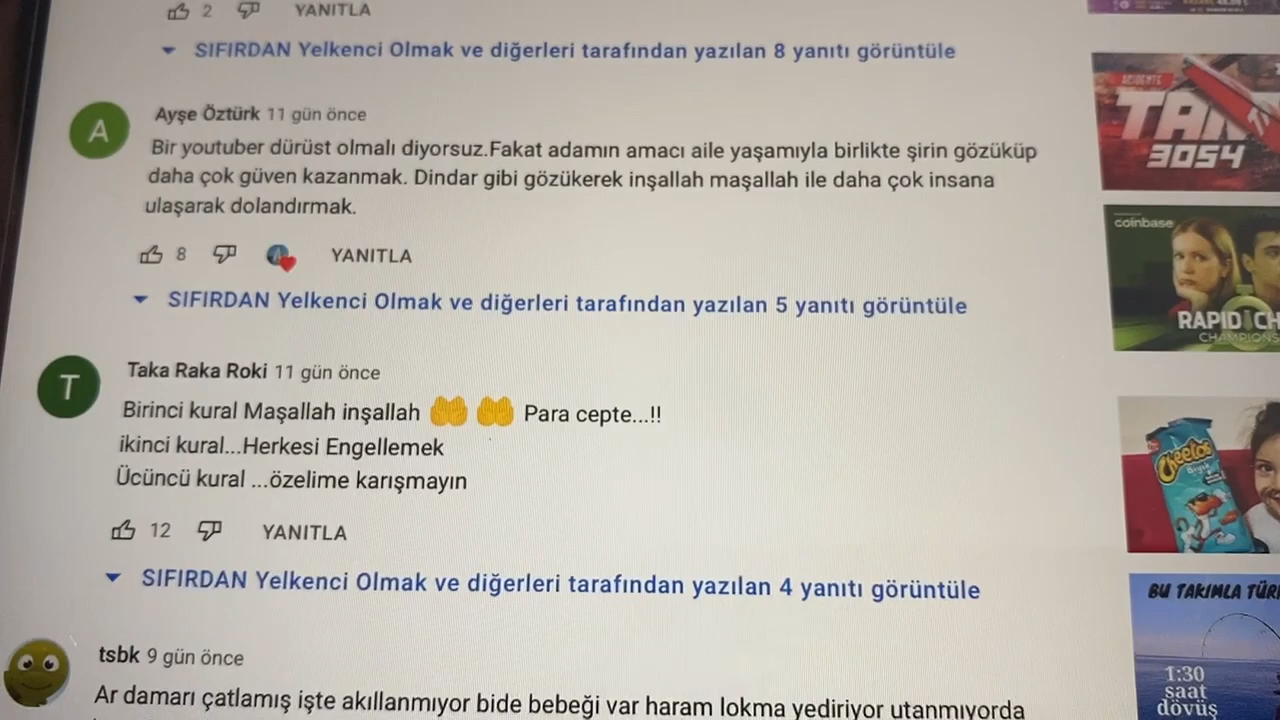 2 YANITLA
SIFIRDAN Yelkenci Olmak ve diğerleri tarafından yazılan 8 yanıtı görüntüle
Ayşe Öztürk 11 gün önce
A
Bir youtuber dürüst olmalı diyorsuz.Fakat adamın amacı aile yaşamıyla birlikte şirin gözüküp
daha çok güven kazanmak. Dindar gibi gözükerek inşallah maşallah ile daha çok insana
ulaşarak dolandırmak.
8 YANITLA
SIFIRDAN Yelkenci Olmak ve diğerleri tarafından yazılan 5 yanıtı görüntüle
Taka Raka Roki 11 gün önce
T
Birinci kural Maşallah inşallah 🤲 🤲 Para cepte...!!
ikinci kural...Herkesi Engellemek
Ücüncü kural ...özelime karışmayın
12 YANITLA
SIFIRDAN Yelkenci Olmak ve diğerleri tarafından yazılan 4 yanıtı görüntüle
tsbk 9 gün önce
Ar damarı çatlamış işte akıllanmıyor bide bebeği var haram lokma yediriyor utanmıyorda
ACIDENTE
TAN
3054
coinbase
RAPID CH
CHAMPIONS
Cheetos
BU TAKIMLA TÜR
1:30
saat
dövüş